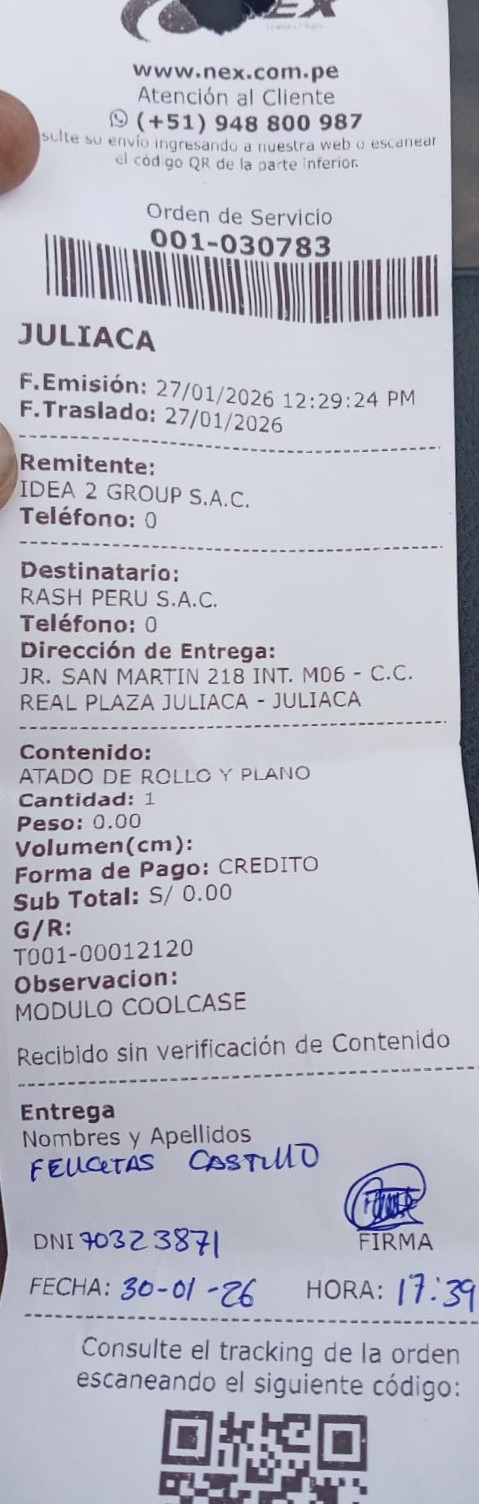 EX
www.nex.com.pe
Atención al Cliente
(+51) 948 800 987
sulte su envío ingresando a nuestra web o escanear
el código QR de la parte inferior.
Orden de Servicio
001-030783
JULIACA
F.Emisión: 27/01/2026 12:29:24 PM
F.Traslado: 27/01/2026
Remitente:
IDEA 2 GROUP S.A.C.
Teléfono: 0
Destinatario:
RASH PERU S.A.C.
Teléfono: 0
Dirección de Entrega:
JR. SAN MARTIN 218 INT. M06 - C.C.
REAL PLAZA JULIACA - JULIACA
Contenido:
ATADO DE ROLLO Y PLANO
Cantidad: 1
Peso: 0.00
Volumen(cm):
Forma de Pago: CREDITO
Sub Total: S/ 0.00
G/R:
T001-00012120
Observacion:
MODULO COOLCASE
Recibido sin verificación de Contenido
Entrega
Nombres y Apellidos
FELICITAS CASTILLO
DNI 70323871
FIRMA
FECHA: 30-01-26 HORA: 17:39
Consulte el tracking de la orden
escaneando el siguiente código: